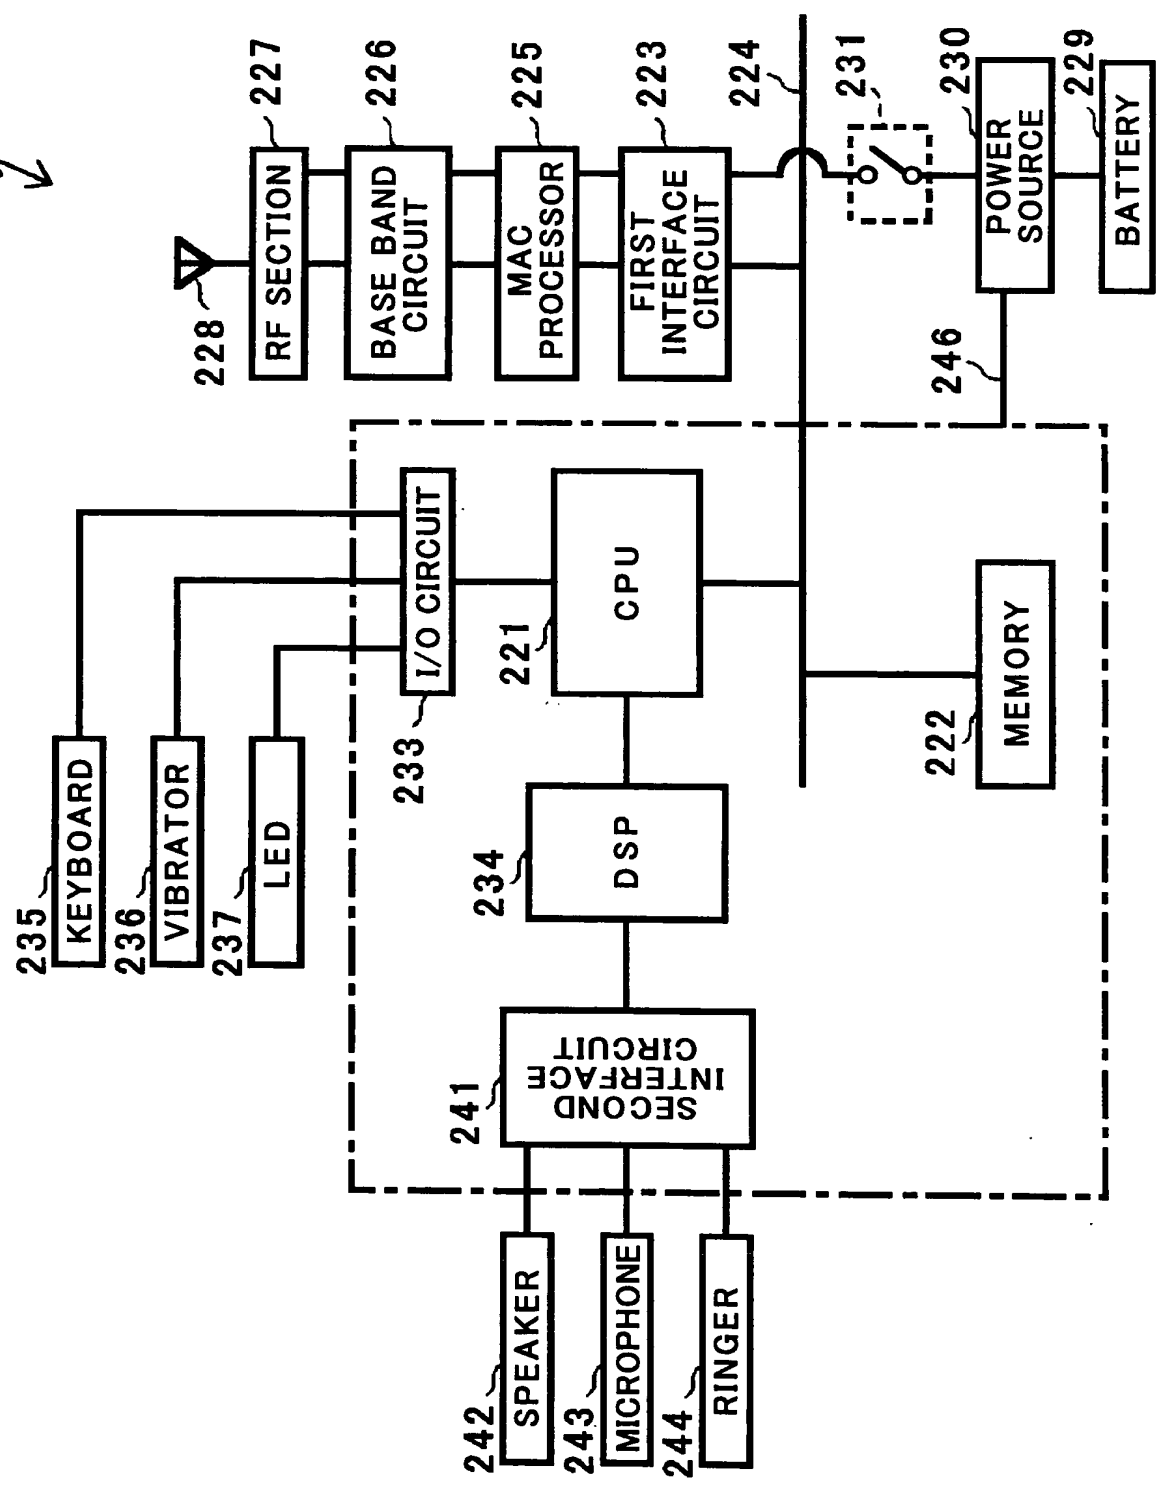 228
RF SECTION
227
BASE BAND
CIRCUIT
226
MAC
PROCESSOR
225
FIRST
INTERFACE
CIRCUIT
223
224
231
POWER
SOURCE
230
BATTERY
229
246
235
KEYBOARD
236
VIBRATOR
237
LED
233
I/O CIRCUIT
221
CPU
234
DSP
222
MEMORY
241
SECOND
INTERFACE
CIRCUIT
242
SPEAKER
243
MICROPHONE
244
RINGER